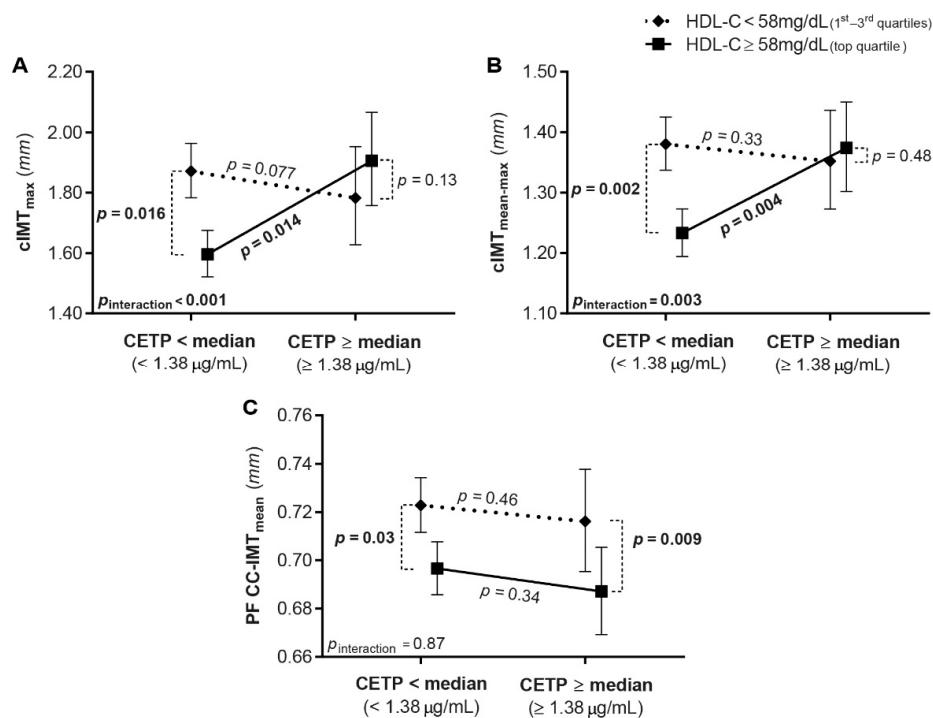 HDL-C < 58mg/dL (1st–3rd quartiles)
HDL-C ≥ 58mg/dL (top quartile)
A
cIMTmax (mm)
2.20
2.00
1.80
1.60
1.40
p = 0.077
p = 0.13
p = 0.016
p = 0.014
pinteraction < 0.001
CETP < median
(< 1.38 µg/mL)
CETP ≥ median
(≥ 1.38 µg/mL)
B
cIMTmean-max (mm)
1.50
1.40
1.30
1.20
1.10
p = 0.33
p = 0.48
p = 0.002
p = 0.004
pinteraction = 0.003
CETP < median
(< 1.38 µg/mL)
CETP ≥ median
(≥ 1.38 µg/mL)
C
PF CC-IMTmean (mm)
0.76
0.74
0.72
0.70
0.68
0.66
p = 0.46
p = 0.03
p = 0.009
p = 0.34
pinteraction = 0.87
CETP < median
(< 1.38 µg/mL)
CETP ≥ median
(≥ 1.38 µg/mL)